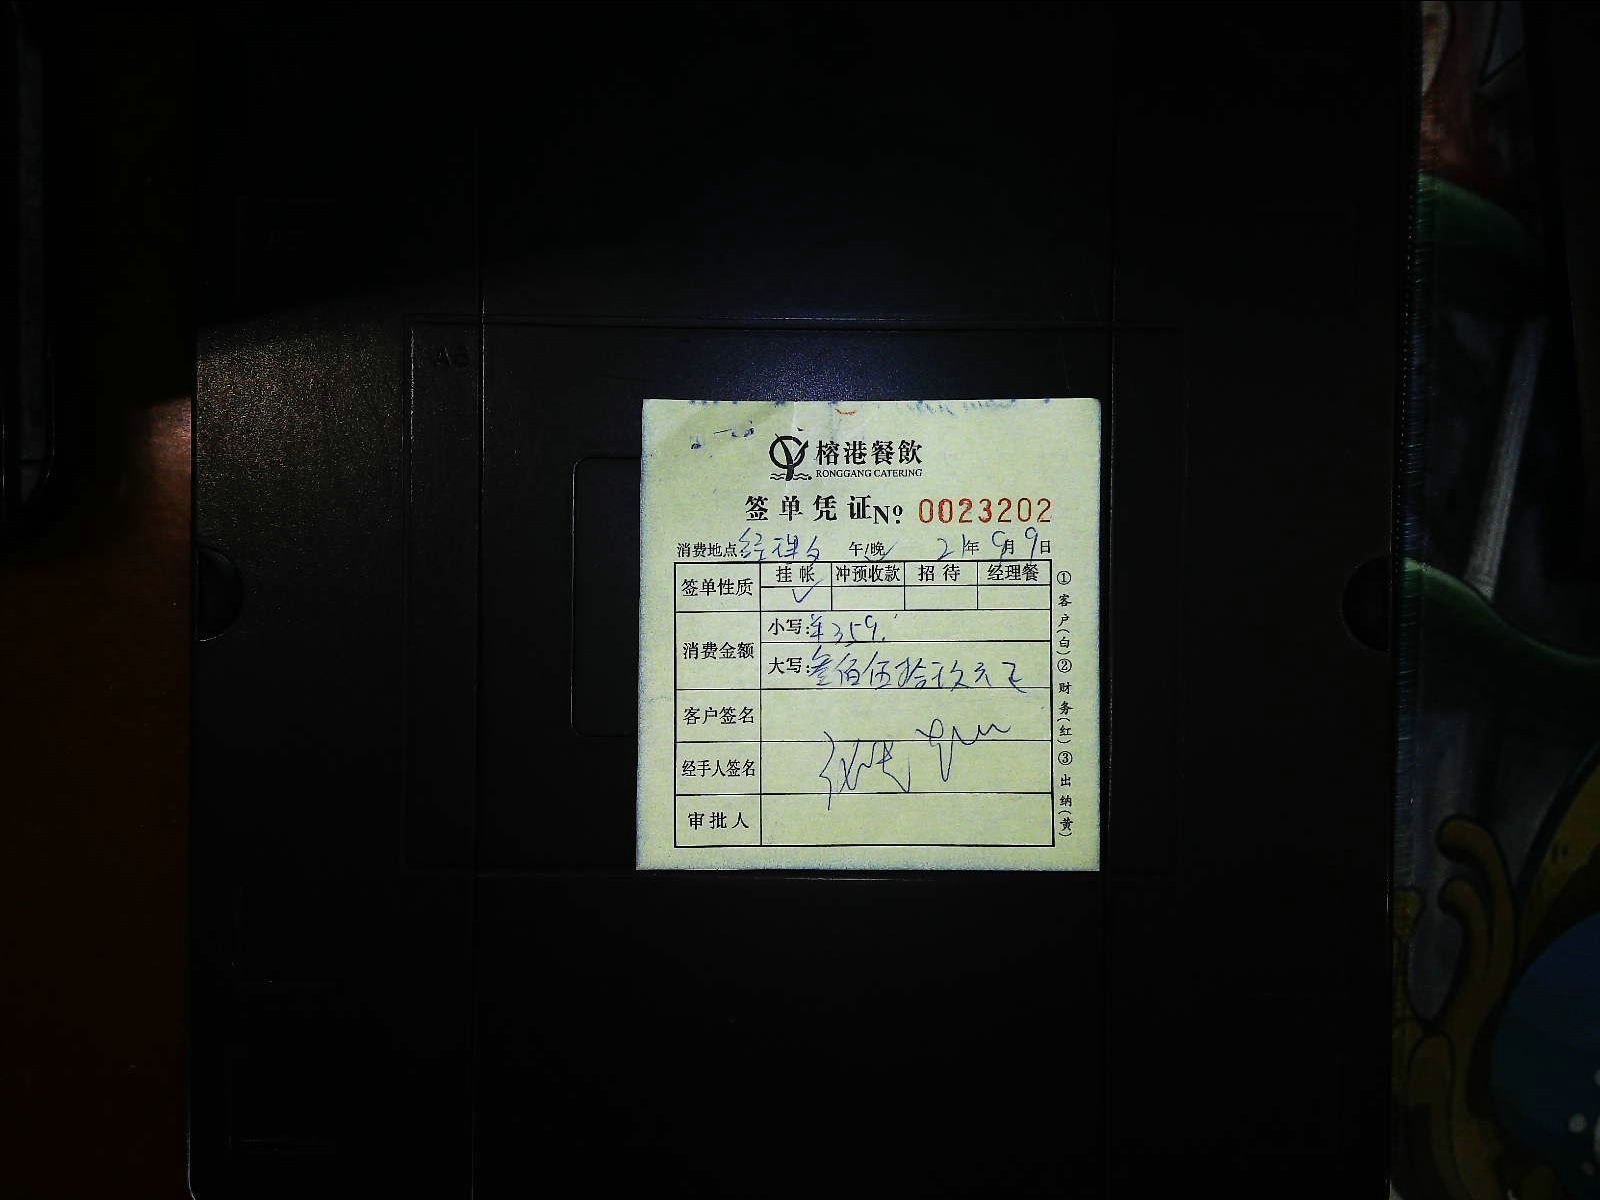 榕港餐飲
RONGGANG CATERING
签单凭证 № 0023202
消费地点 经理 午/晚 21年 9月 9日
签单性质 挂帐 冲预收款 招待 经理餐
✓
消费金额 小写:¥359.
大写:叁佰伍拾玖元正
客户签名
经手人签名
审批人
①客户(白)②财务(红)③出纳(黄)
A6